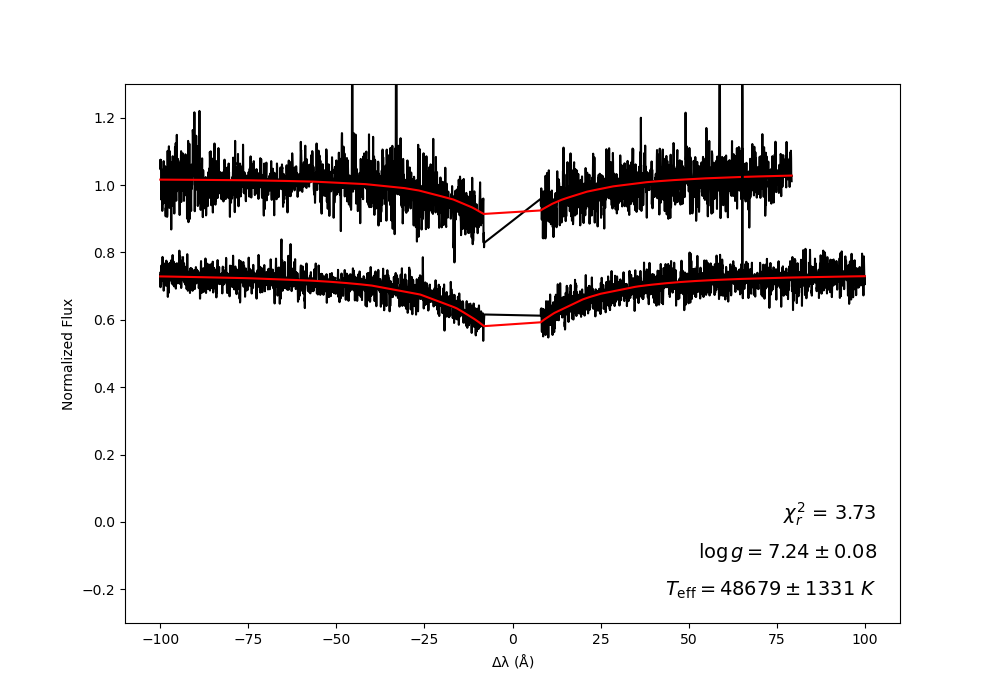 1.2
1.0
0.8
0.6
0.4
0.2
0.0
−0.2
Normalized Flux
χ²ᵣ = 3.73
log g = 7.24 ± 0.08
T_eff = 48679 ± 1331 K
−100 −75 −50 −25 0 25 50 75 100
Δλ (Å)